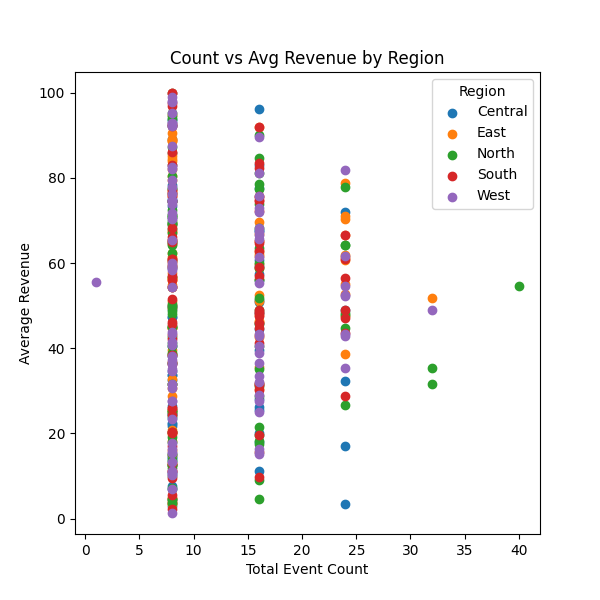 Count vs Avg Revenue by Region
Region
Central
East
North
South
West
Average Revenue
100
80
60
40
20
0
0 5 10 15 20 25 30 35 40
Total Event Count